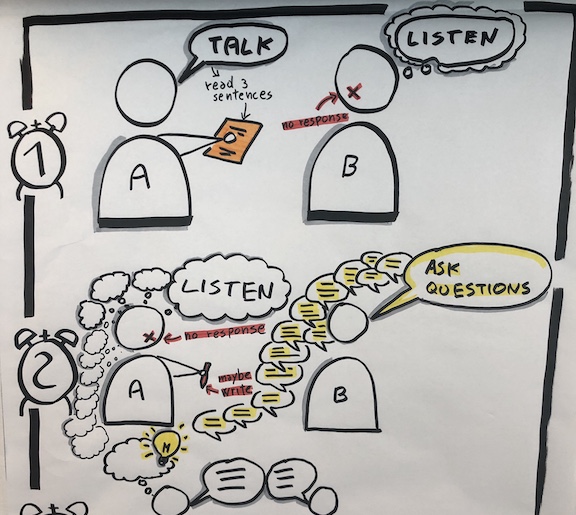 TALK
LISTEN
read 3
sentences
no response
1
A
B
LISTEN
ASK
QUESTIONS
no response
2
maybe
write
A
B